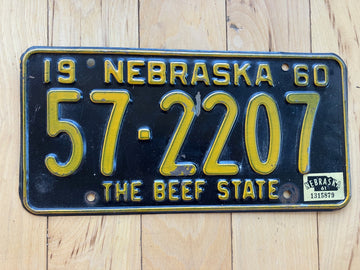 19 NEBRASKA 60
57-2207
THE BEEF STATE
NEBRASKA
61
1315879